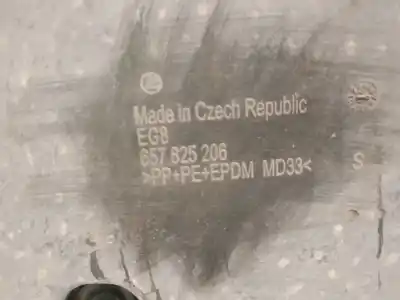 Made in Czech Republic
EG8
657 825 206
>PP+PE+EPDM MD33<
S